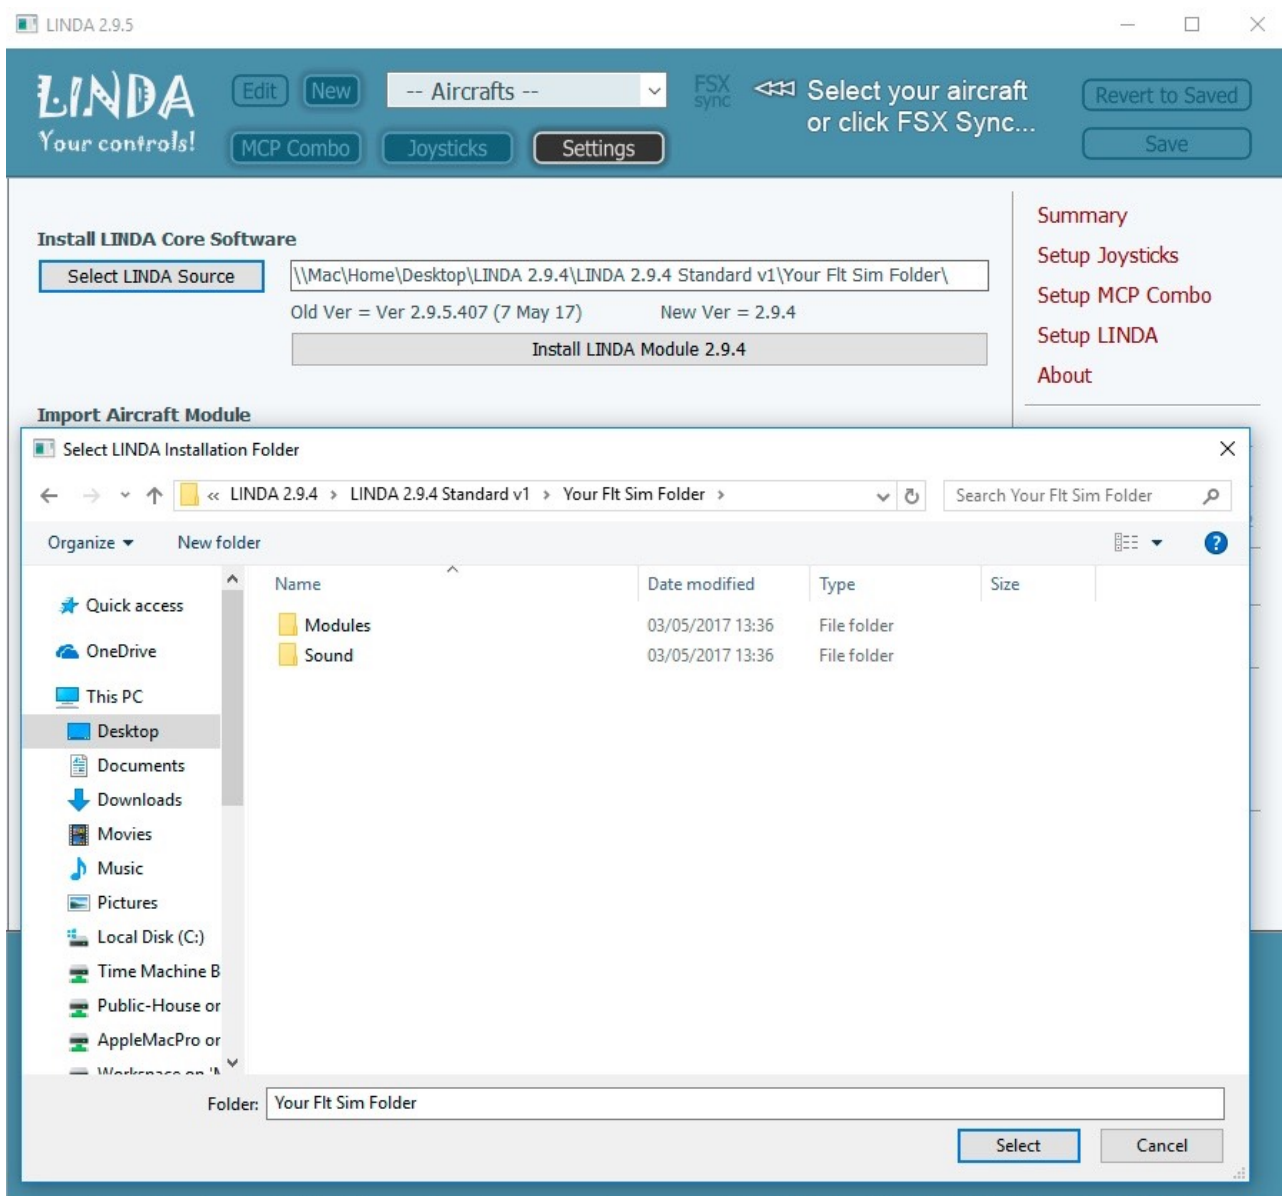 LINDA 2.9.5
LINDA
Your controls!
Edit
New
-- Aircrafts --
FSX
sync
Select your aircraft
or click FSX Sync...
Revert to Saved
MCP Combo
Joysticks
Settings
Save
Install LINDA Core Software
Select LINDA Source
\\Mac\Home\Desktop\LINDA 2.9.4\LINDA 2.9.4 Standard v1\Your Flt Sim Folder\
Old Ver = Ver 2.9.5.407 (7 May 17) New Ver = 2.9.4
Install LINDA Module 2.9.4
Import Aircraft Module
Summary
Setup Joysticks
Setup MCP Combo
Setup LINDA
About
Select LINDA Installation Folder
« LINDA 2.9.4 › LINDA 2.9.4 Standard v1 › Your Flt Sim Folder ›
Search Your Flt Sim Folder
Organize
New folder
?
Name Date modified Type Size
Modules 03/05/2017 13:36 File folder
Sound 03/05/2017 13:36 File folder
Quick access
OneDrive
This PC
Desktop
Documents
Downloads
Movies
Music
Pictures
Local Disk (C:)
Time Machine B
Public-House or
AppleMacPro or
Folder: Your Flt Sim Folder
Select
Cancel